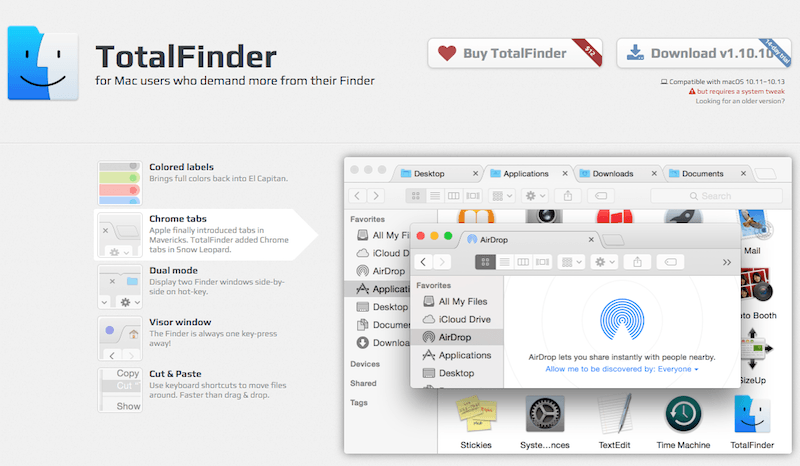 TotalFinder
for Mac users who demand more from their Finder
Buy TotalFinder
$12
Download v1.10.10
14-day trial
Compatible with macOS 10.11-10.13
but requires a system tweak
Looking for an older version?
Colored labels
Brings full colors back into El Capitan.
Chrome tabs
Apple finally introduced tabs in
Mavericks. TotalFinder added Chrome
tabs in Snow Leopard.
Dual mode
Display two Finder windows side-by-
side on hot-key.
Visor window
The Finder is always one key-press
away!
Copy
Cut
Show
Cut & Paste
Use keyboard shortcuts to move files
around. Faster than drag & drop.
Desktop
Applications
Downloads
Documents
Search
Favorites
All My Files
iCloud Drive
AirDrop
Applicati
Desktop
Documen
Downloa
Devices
Shared
Tags
AirDrop
Favorites
All My Files
iCloud Drive
AirDrop
Applications
Desktop
AirDrop lets you share instantly with people nearby.
Allow me to be discovered by: Everyone
Mail
oto Booth
SizeUp
Stickies
Syste...nces
TextEdit
Time Machine
TotalFinder